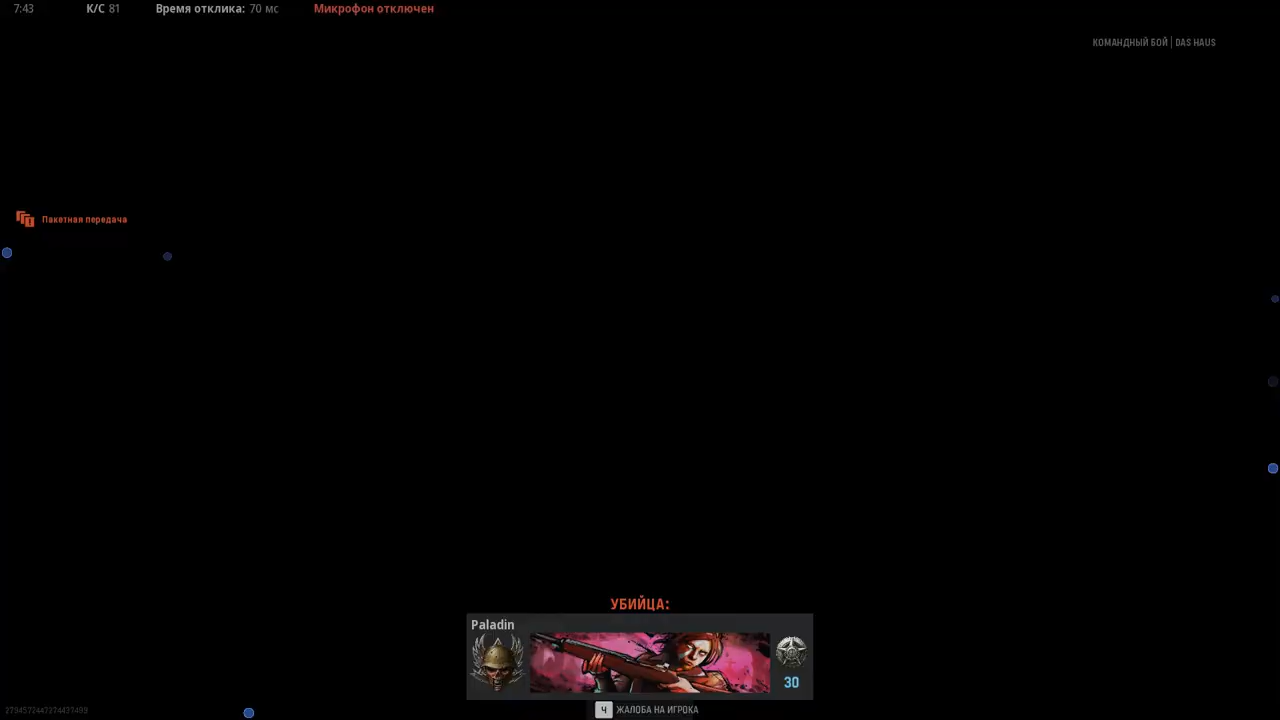 7:43 К/С 81 Время отклика: 70 мс Микрофон отключен
КОМАНДНЫЙ БОЙ | DAS HAUS
Пакетная передача
УБИЙЦА:
Paladin
30
Ч ЖАЛОБА НА ИГРОКА